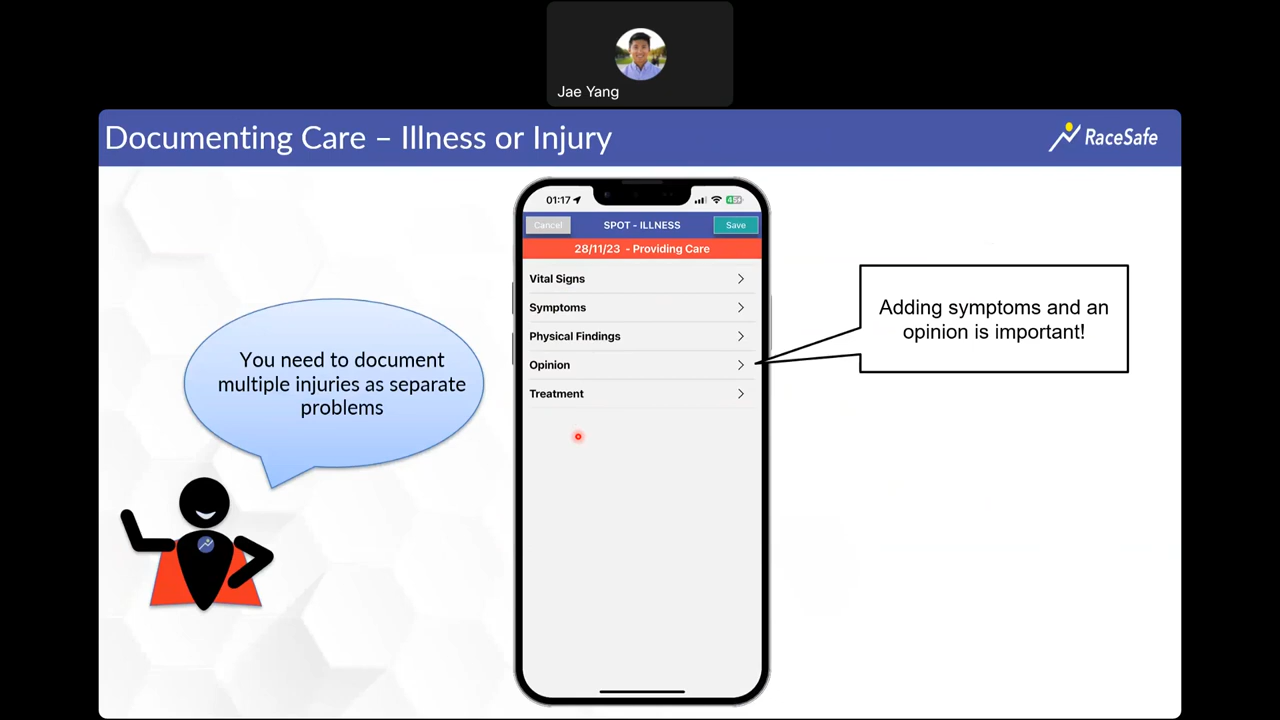 Jae Yang
Documenting Care – Illness or Injury
RaceSafe
01:17
45
Cancel
SPOT - ILLNESS
Save
28/11/23 - Providing Care
Vital Signs
Symptoms
Physical Findings
Opinion
Treatment
You need to document
multiple injuries as separate
problems
Adding symptoms and an
opinion is important!